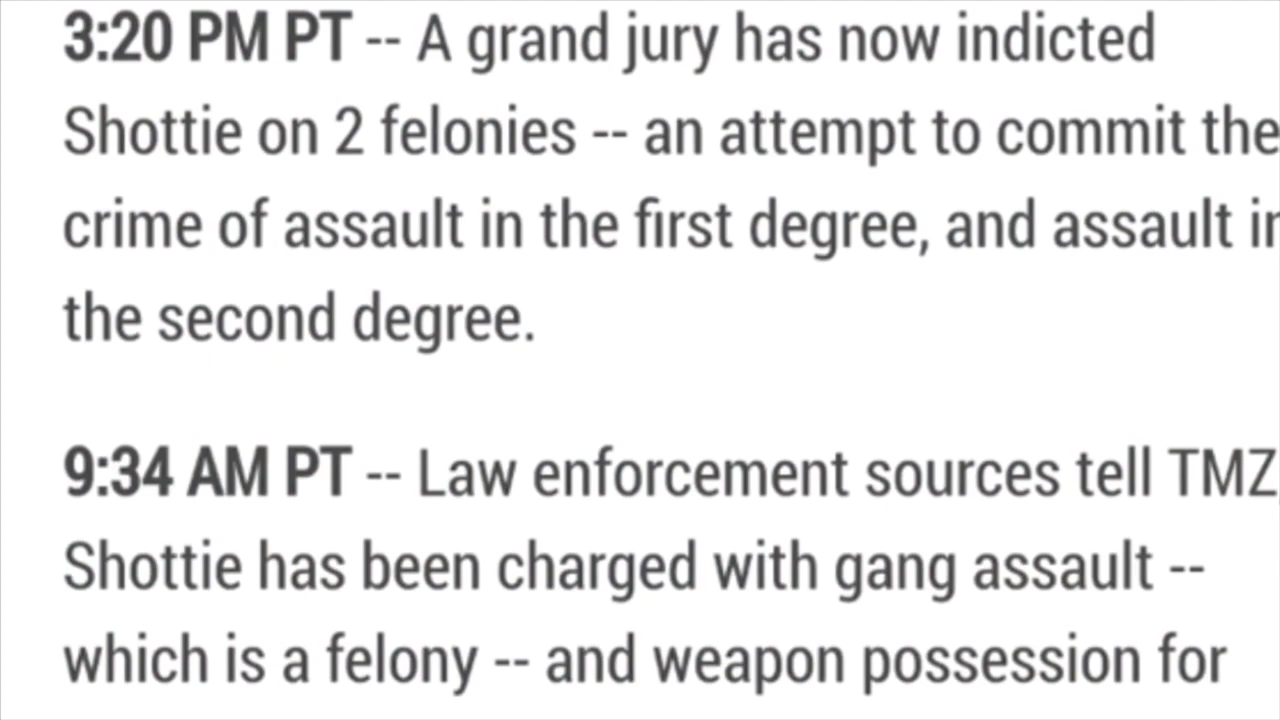 3:20 PM PT -- A grand jury has now indicted
Shottie on 2 felonies -- an attempt to commit the
crime of assault in the first degree, and assault in
the second degree.
9:34 AM PT -- Law enforcement sources tell TMZ
Shottie has been charged with gang assault --
which is a felony -- and weapon possession for